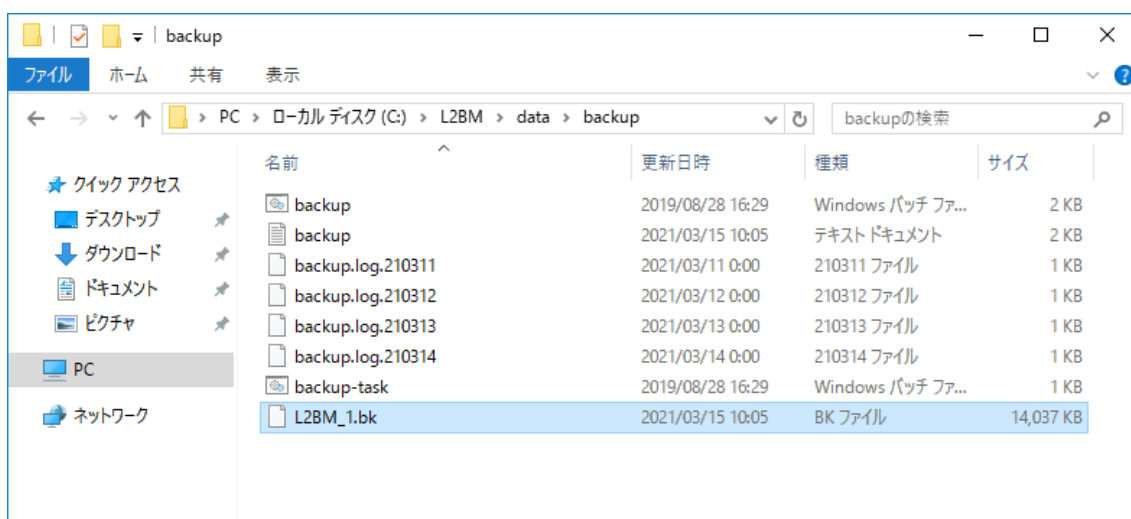 backup
ファイル ホーム 共有 表示
PC > ローカル ディスク (C:) > L2BM > data > backup backupの検索
名前 更新日時 種類 サイズ
クイック アクセス
デスクトップ
ダウンロード
ドキュメント
ピクチャ
PC
ネットワーク
backup 2019/08/28 16:29 Windows バッチ ファ... 2 KB
backup 2021/03/15 10:05 テキスト ドキュメント 2 KB
backup.log.210311 2021/03/11 0:00 210311 ファイル 1 KB
backup.log.210312 2021/03/12 0:00 210312 ファイル 1 KB
backup.log.210313 2021/03/13 0:00 210313 ファイル 1 KB
backup.log.210314 2021/03/14 0:00 210314 ファイル 1 KB
backup-task 2019/08/28 16:29 Windows バッチ ファ... 1 KB
L2BM_1.bk 2021/03/15 10:05 BK ファイル 14,037 KB